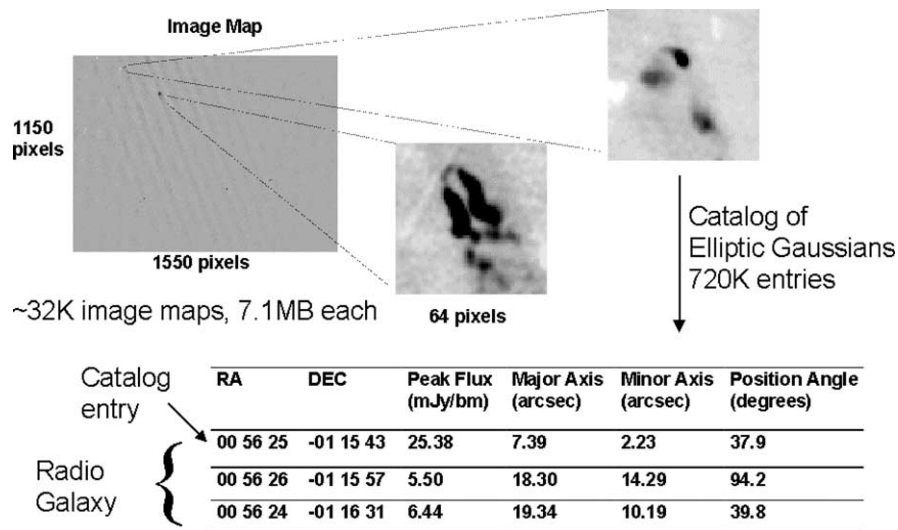 Image Map
1150
pixels
1550 pixels
~32K image maps, 7.1MB each
64 pixels
Catalog of
Elliptic Gaussians
720K entries
Catalog
entry
Radio
Galaxy
RA DEC Peak Flux Major Axis Minor Axis Position Angle
(mJy/bm) (arcsec) (arcsec) (degrees)
00 56 25 -01 15 43 25.38 7.39 2.23 37.9
00 56 26 -01 15 57 5.50 18.30 14.29 94.2
00 56 24 -01 16 31 6.44 19.34 10.19 39.8